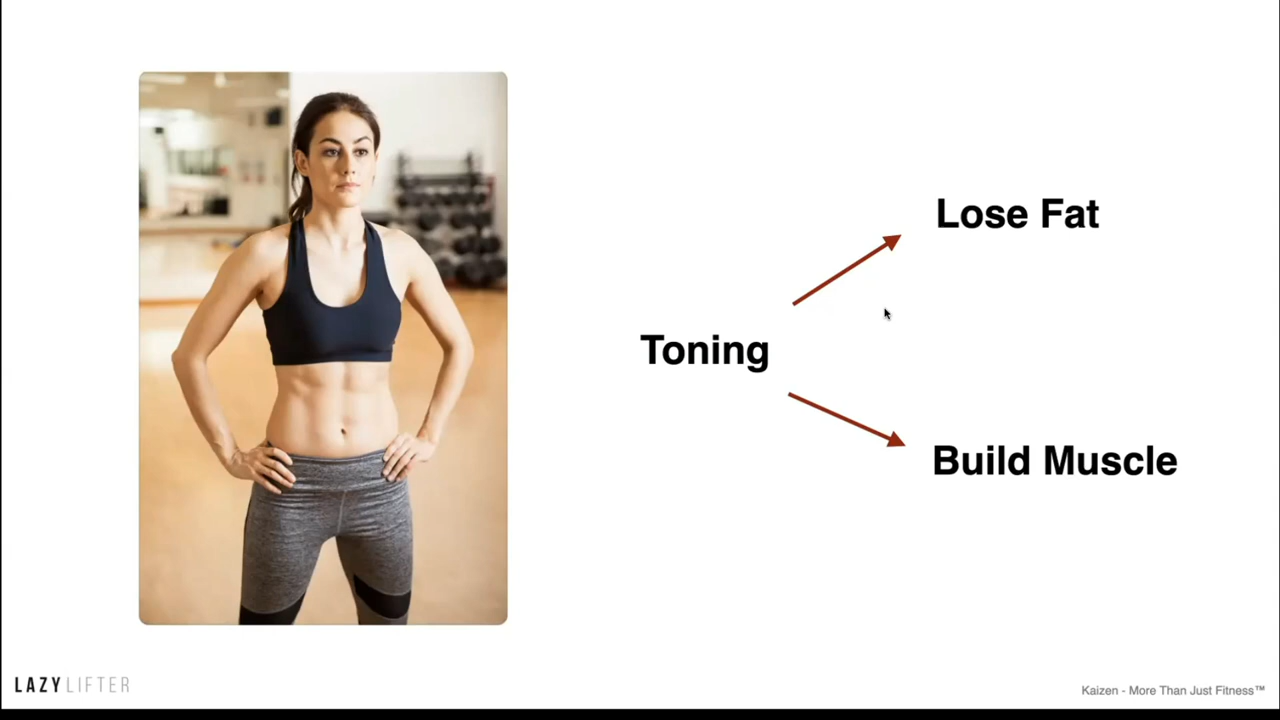 Lose Fat
Toning
Build Muscle
LAZYLIFTER
Kaizen - More Than Just Fitness™